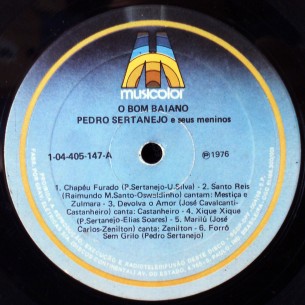 musicolor
O BOM BAIANO
PEDRO SERTANEJO e seus meninos
1-04-405-147-A
℗1976
1- Chapéu Furado (P.Sertanejo-U.Silva) - 2- Santo Reis
(Raimundo M.Santo-Osweldinho) cantam: Mestiça e
Zulmara - 3- Devolva o Amor (José Cavalcanti-
Castanheiro) canta: Castanheiro - 4- Xique Xique
(P.Sertanejo-Elias Soares) - 5- Marilú (José
Carlos-Zenilton) canta: Zenilton - 6- Forró
Sem Grilo (Pedro Sertanejo)